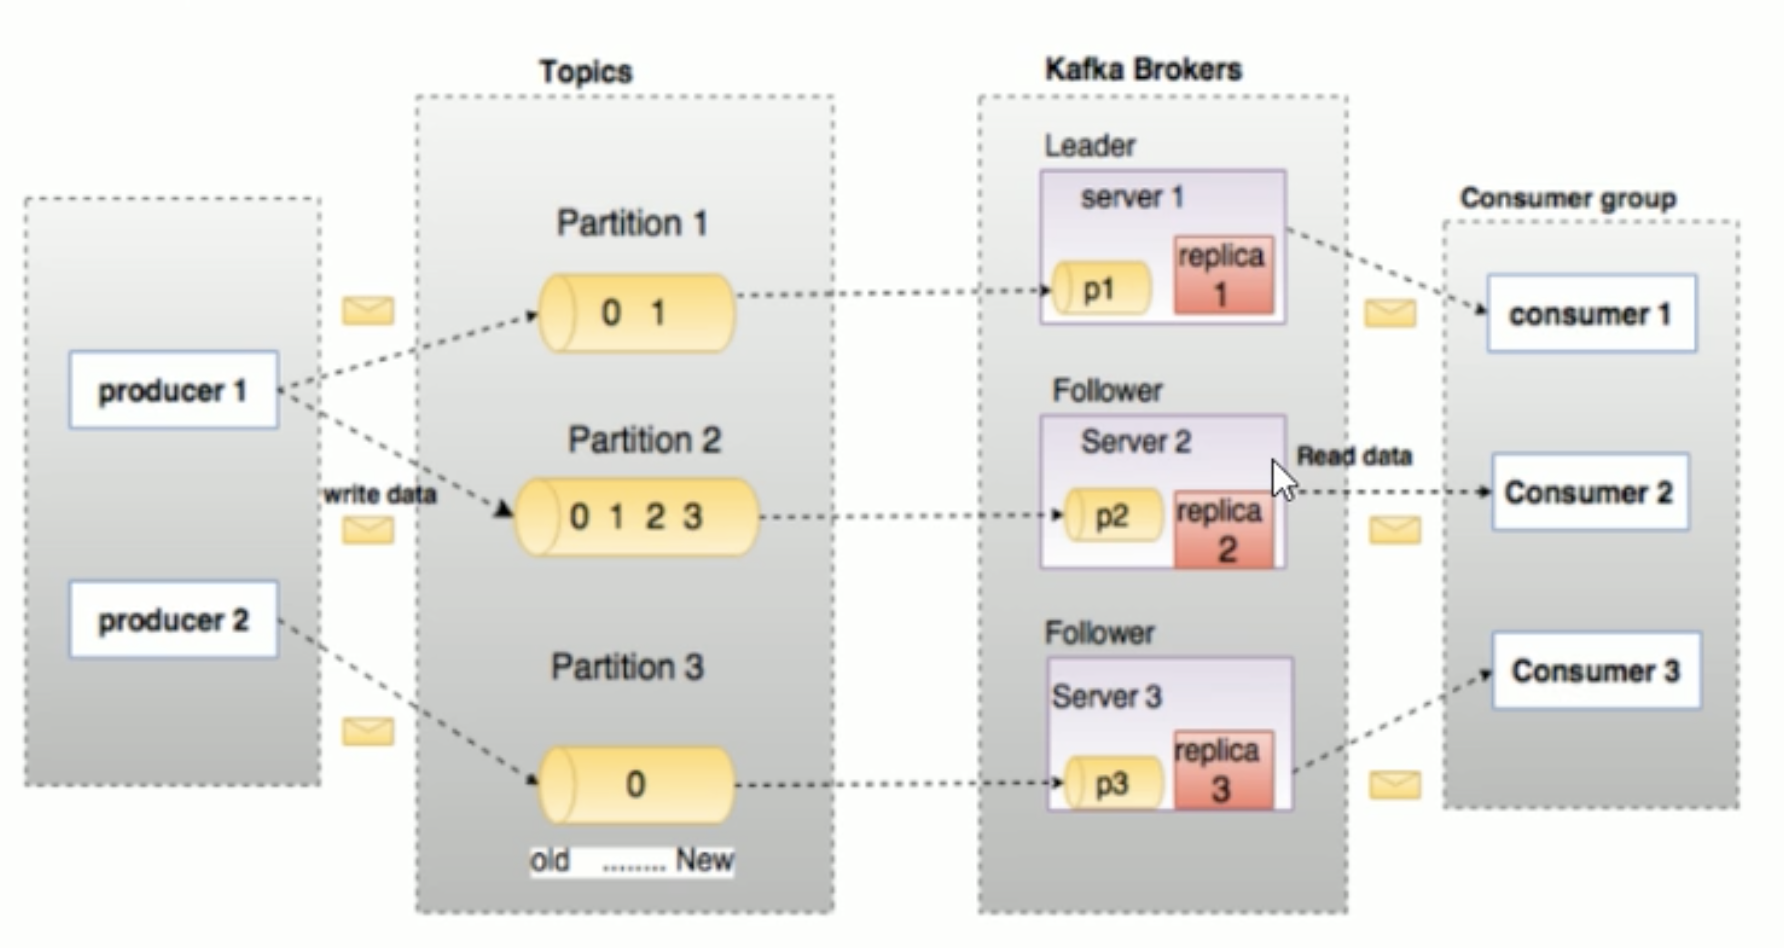 Topics
Kafka Brokers
Leader
server 1
Consumer group
Partition 1
replica
1
p1
0 1
consumer 1
producer 1
Follower
Partition 2
Server 2
Read data
write data
0 1 2 3
p2
replica
2
Consumer 2
producer 2
Follower
Partition 3
Server 3
Consumer 3
replica
3
p3
0
old ........ New